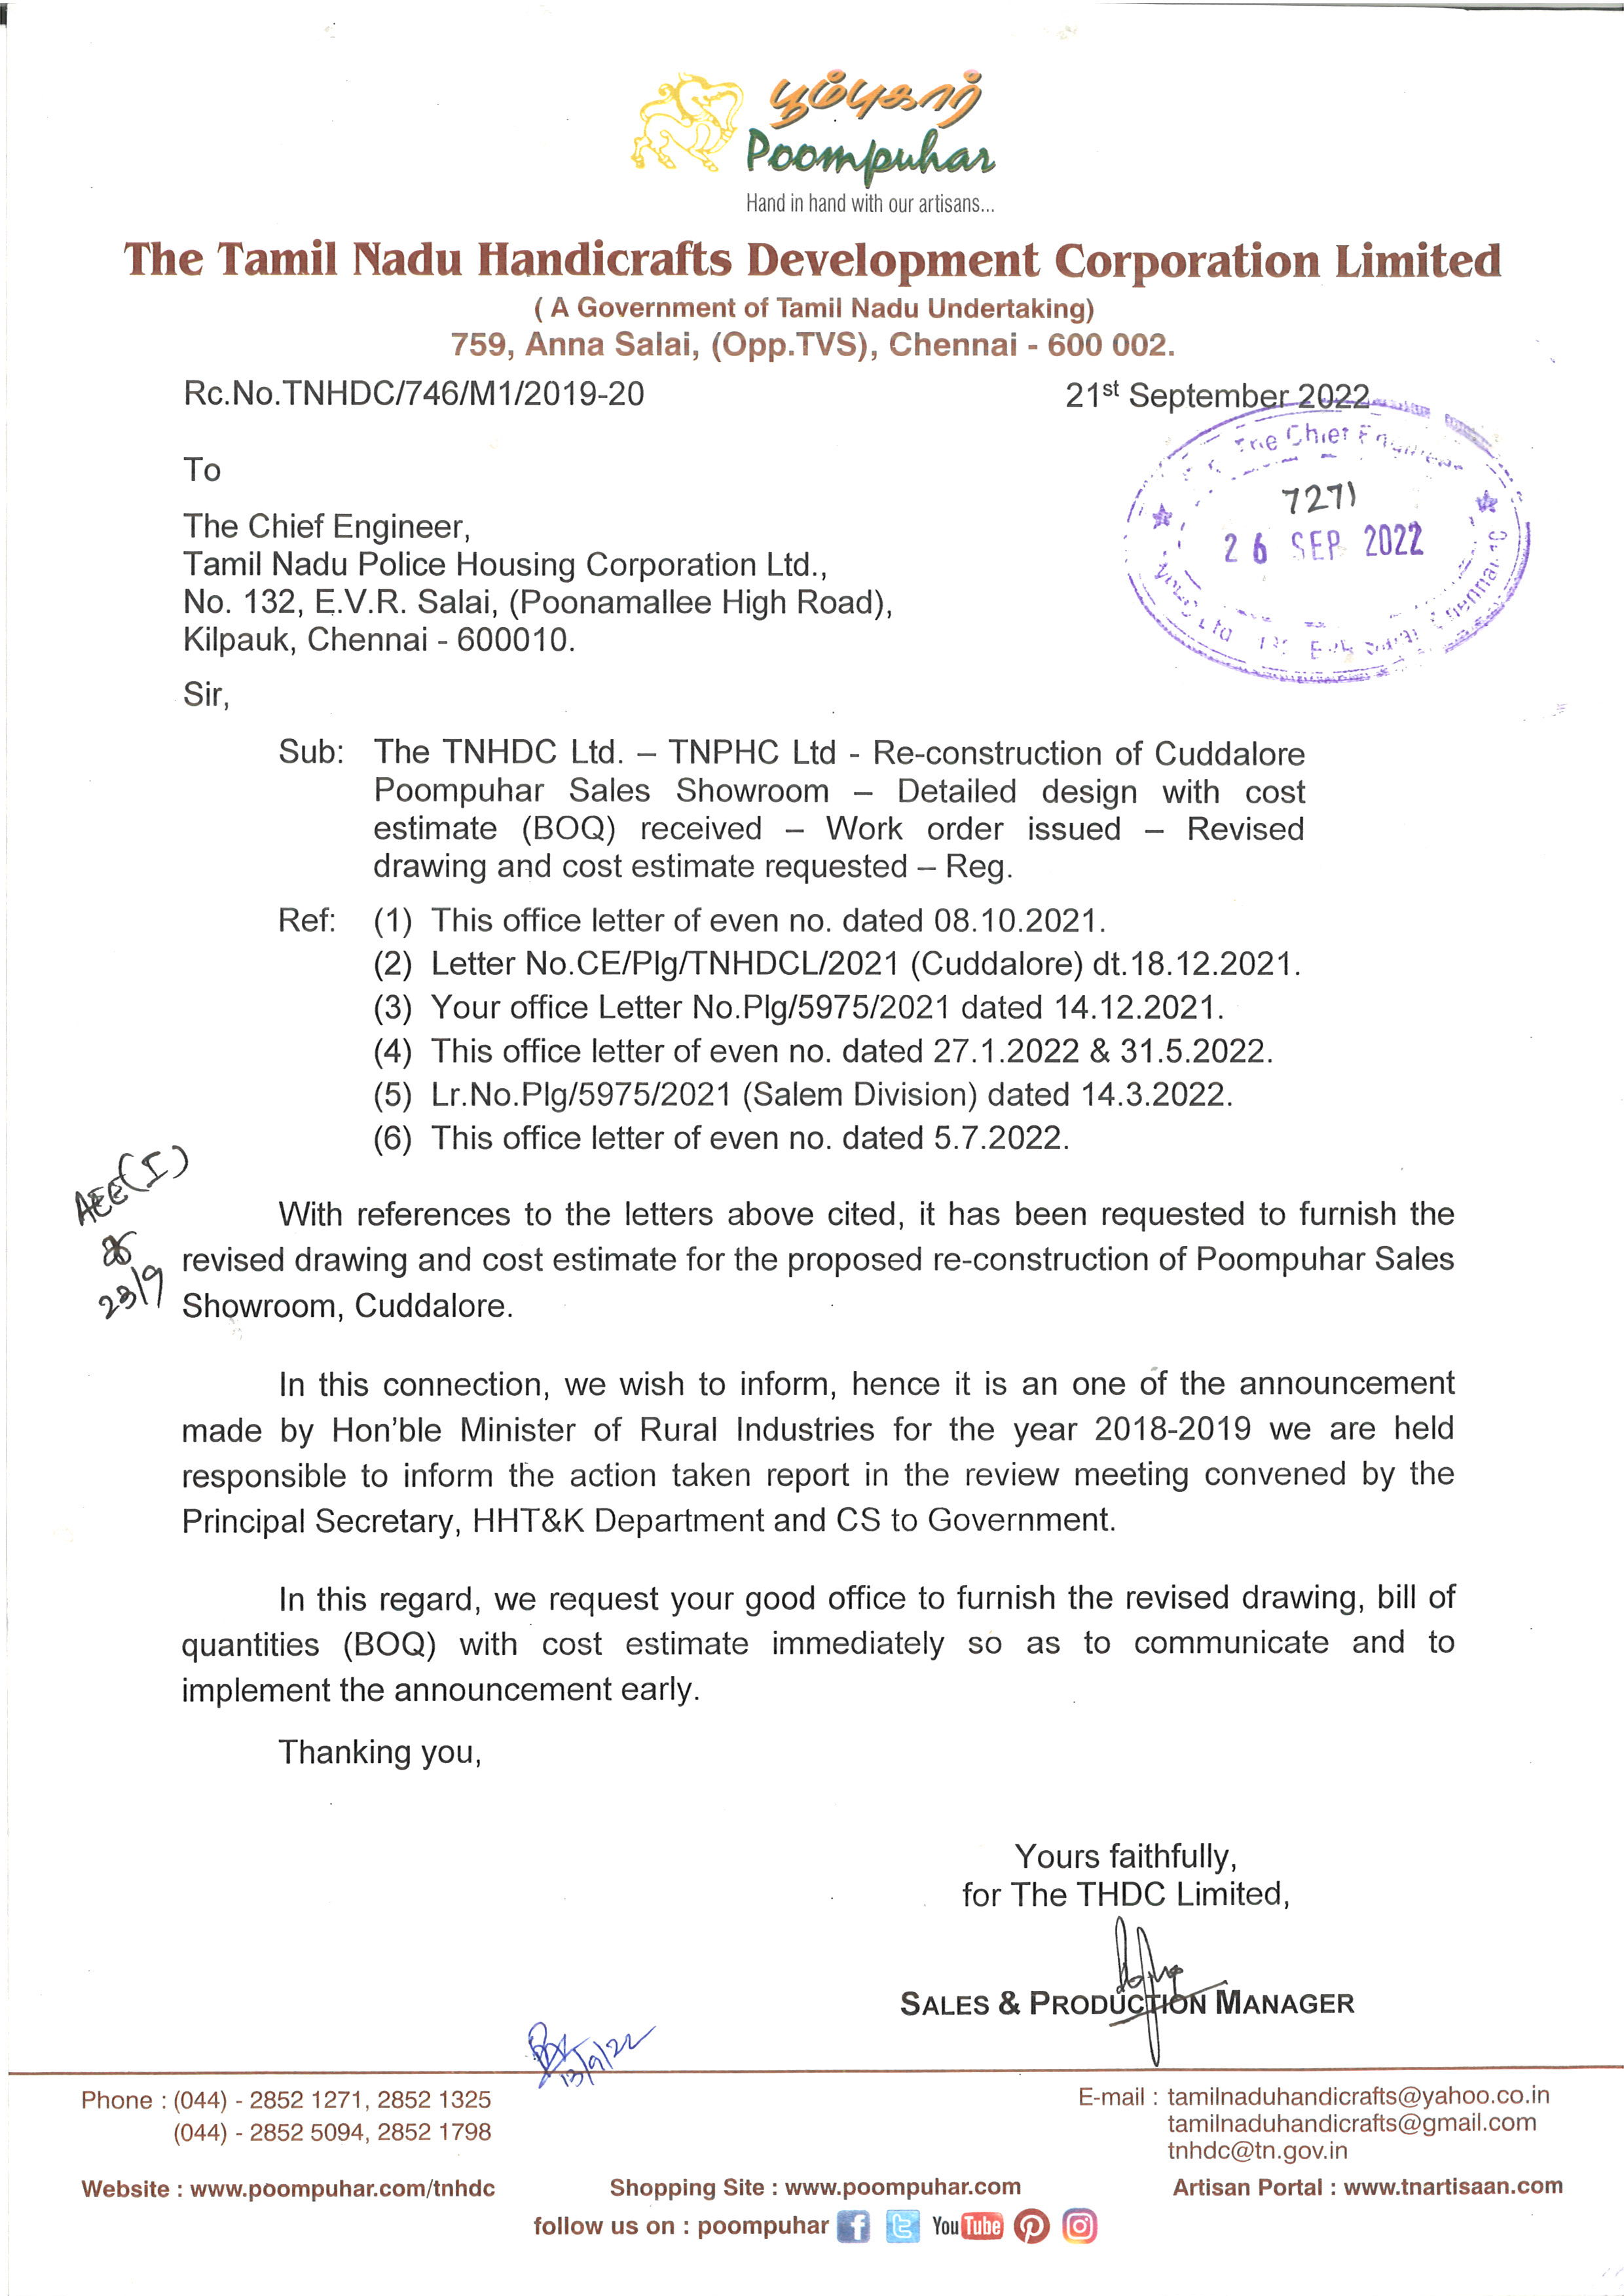 பூம்புகார்
Poompuhar
Hand in hand with our artisans...
The Tamil Nadu Handicrafts Development Corporation Limited
( A Government of Tamil Nadu Undertaking)
759, Anna Salai, (Opp.TVS), Chennai - 600 002.
Rc.No.TNHDC/746/M1/2019-20 21st September 2022
The Chief
7271
26 SEP 2022
To
The Chief Engineer,
Tamil Nadu Police Housing Corporation Ltd.,
No. 132, E.V.R. Salai, (Poonamallee High Road),
Kilpauk, Chennai - 600010.
Sir,
Sub: The TNHDC Ltd. – TNPHC Ltd - Re-construction of Cuddalore
Poompuhar Sales Showroom – Detailed design with cost
estimate (BOQ) received – Work order issued – Revised
drawing and cost estimate requested – Reg.
Ref: (1) This office letter of even no. dated 08.10.2021.
(2) Letter No.CE/Plg/TNHDCL/2021 (Cuddalore) dt.18.12.2021.
(3) Your office Letter No.Plg/5975/2021 dated 14.12.2021.
(4) This office letter of even no. dated 27.1.2022 & 31.5.2022.
(5) Lr.No.Plg/5975/2021 (Salem Division) dated 14.3.2022.
(6) This office letter of even no. dated 5.7.2022.
AEE(I)
23/9
With references to the letters above cited, it has been requested to furnish the
revised drawing and cost estimate for the proposed re-construction of Poompuhar Sales
Showroom, Cuddalore.
In this connection, we wish to inform, hence it is an one of the announcement
made by Hon'ble Minister of Rural Industries for the year 2018-2019 we are held
responsible to inform the action taken report in the review meeting convened by the
Principal Secretary, HHT&K Department and CS to Government.
In this regard, we request your good office to furnish the revised drawing, bill of
quantities (BOQ) with cost estimate immediately so as to communicate and to
implement the announcement early.
Thanking you,
Yours faithfully,
for The THDC Limited,
SALES & PRODUCTION MANAGER
Phone : (044) - 2852 1271, 2852 1325
(044) - 2852 5094, 2852 1798
E-mail : tamilnaduhandicrafts@yahoo.co.in
tamilnaduhandicrafts@gmail.com
tnhdc@tn.gov.in
Website : www.poompuhar.com/tnhdc Shopping Site : www.poompuhar.com Artisan Portal : www.tnartisaan.com
follow us on : poompuhar YouTube